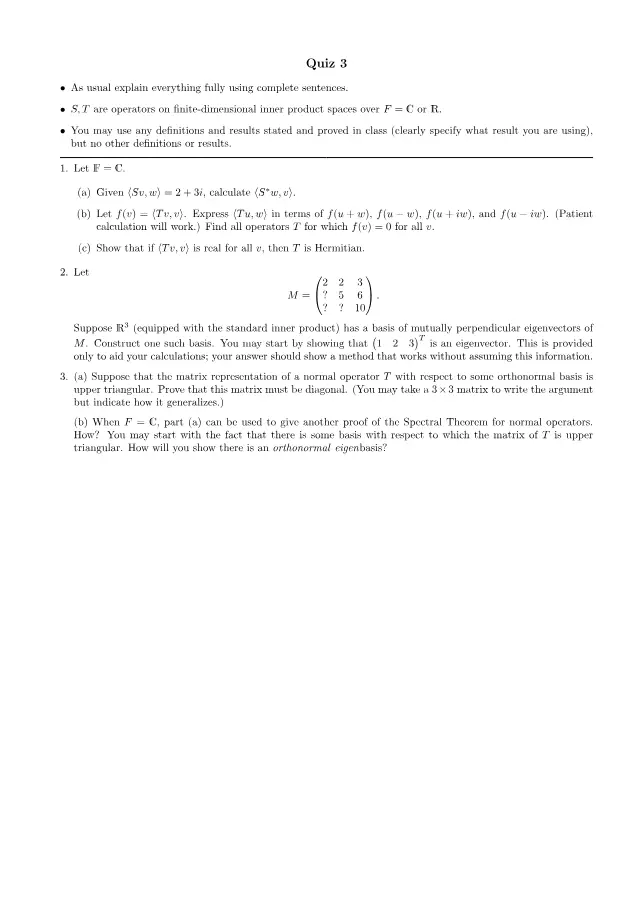 Quiz 3
• As usual explain everything fully using complete sentences.
• S, T are operators on finite-dimensional inner product spaces over F = ℂ or R.
• You may use any definitions and results stated and proved in class (clearly specify what result you are using),
but no other definitions or results.
1. Let 𝔽 = ℂ.
(a) Given ⟨Sv, w⟩ = 2 + 3i, calculate ⟨S*w, v⟩.
(b) Let f(v) = ⟨Tv, v⟩. Express ⟨Tu, w⟩ in terms of f(u + w), f(u − w), f(u + iw), and f(u − iw). (Patient
calculation will work.) Find all operators T for which f(v) = 0 for all v.
(c) Show that if ⟨Tv, v⟩ is real for all v, then T is Hermitian.
2. Let
2 2 3
M = ? 5 6 .
? ? 10
Suppose ℝ³ (equipped with the standard inner product) has a basis of mutually perpendicular eigenvectors of
M. Construct one such basis. You may start by showing that (1 2 3)ᵀ is an eigenvector. This is provided
only to aid your calculations; your answer should show a method that works without assuming this information.
3. (a) Suppose that the matrix representation of a normal operator T with respect to some orthonormal basis is
upper triangular. Prove that this matrix must be diagonal. (You may take a 3 × 3 matrix to write the argument
but indicate how it generalizes.)
(b) When F = ℂ, part (a) can be used to give another proof of the Spectral Theorem for normal operators.
How? You may start with the fact that there is some basis with respect to which the matrix of T is upper
triangular. How will you show there is an orthonormal eigenbasis?